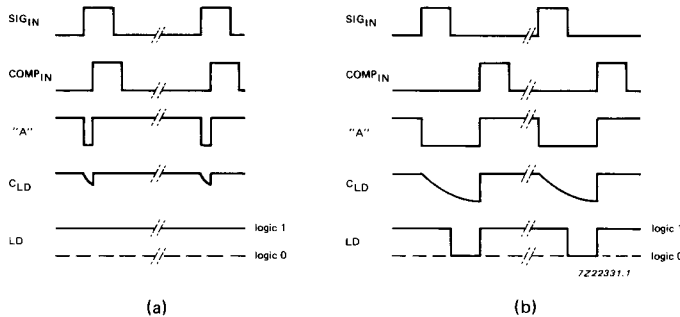 SIGIN
COMPIN
"A"
CLD
LD
logic 1
logic 0
(a)
SIGIN
COMPIN
"A"
CLD
LD
logic 1
logic 0
7Z22331.1
(b)